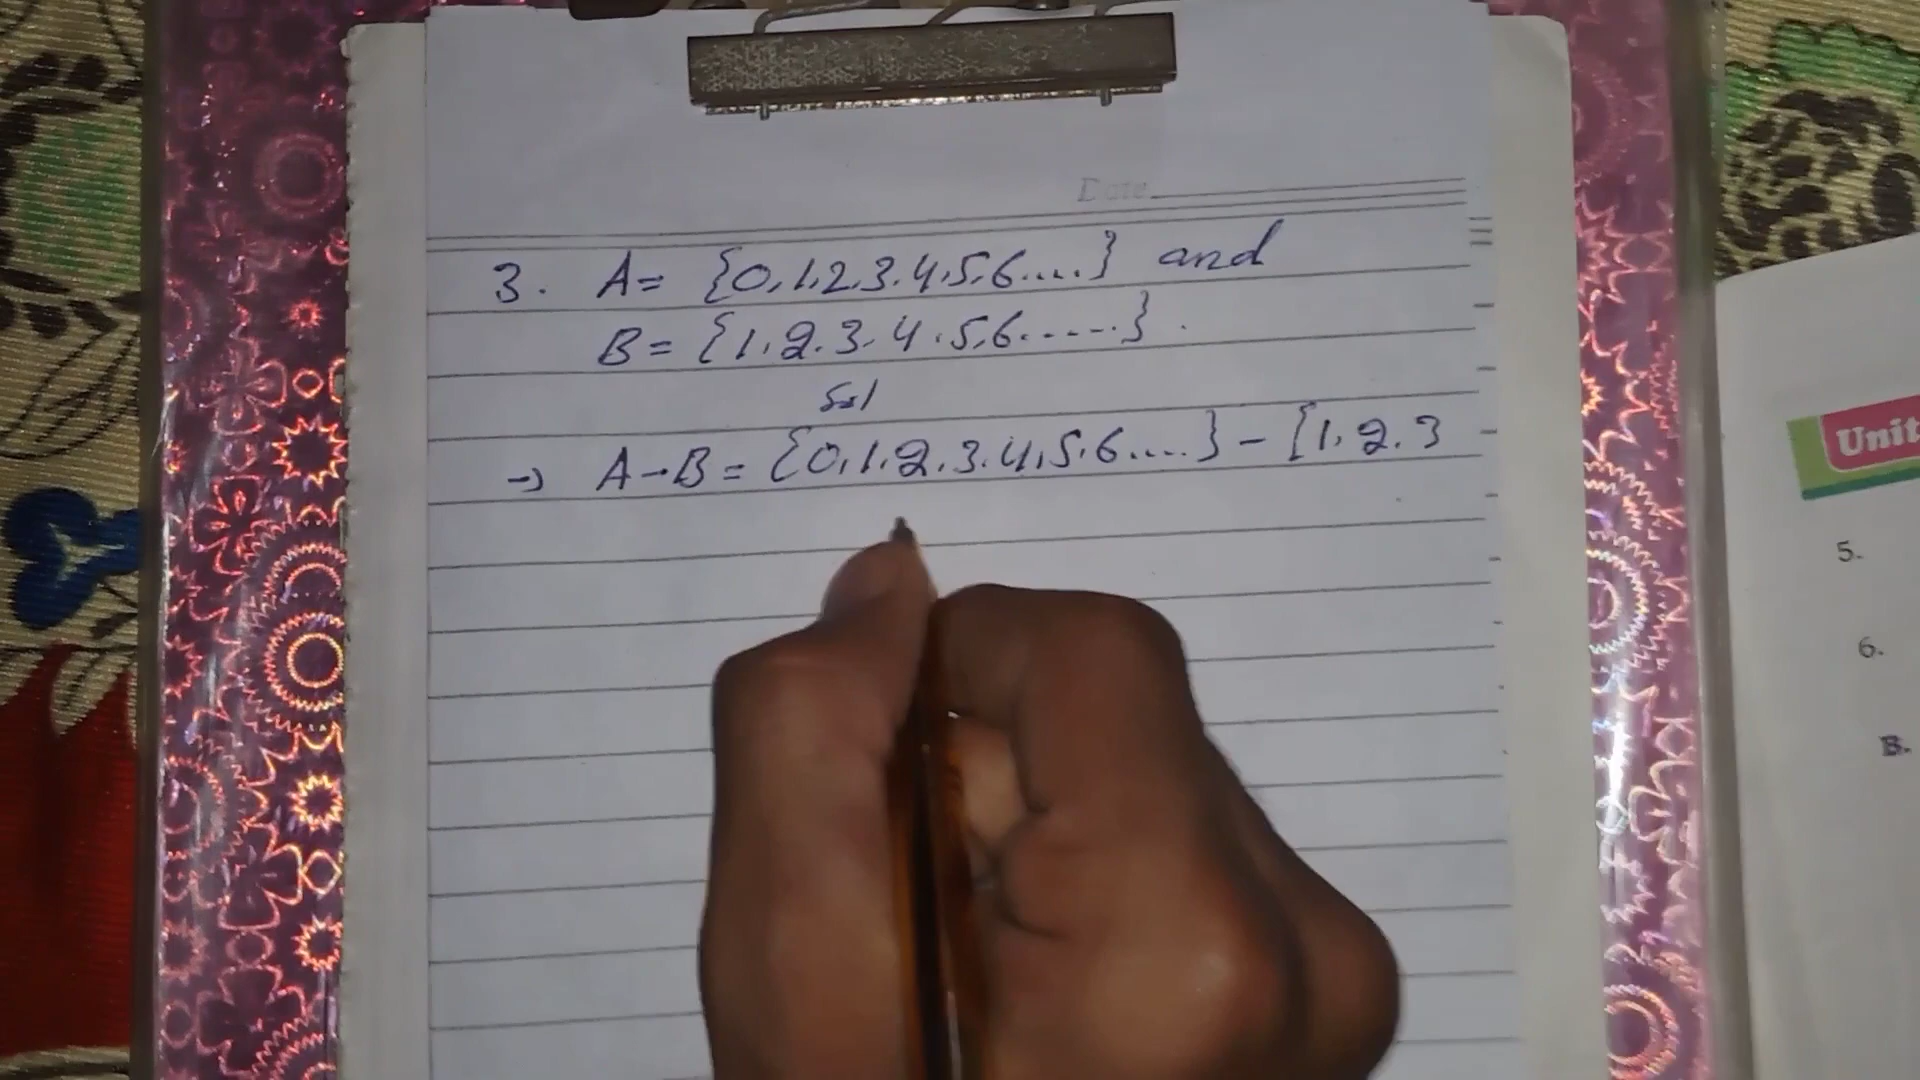 Date
3. A= {0,1,2,3,4,5,6....} and
B={1,2,3,4,5,6......}.
Sol
→ A-B={0,1,2,3,4,5,6....} - {1,2,3
Unit
5.
6.
B.